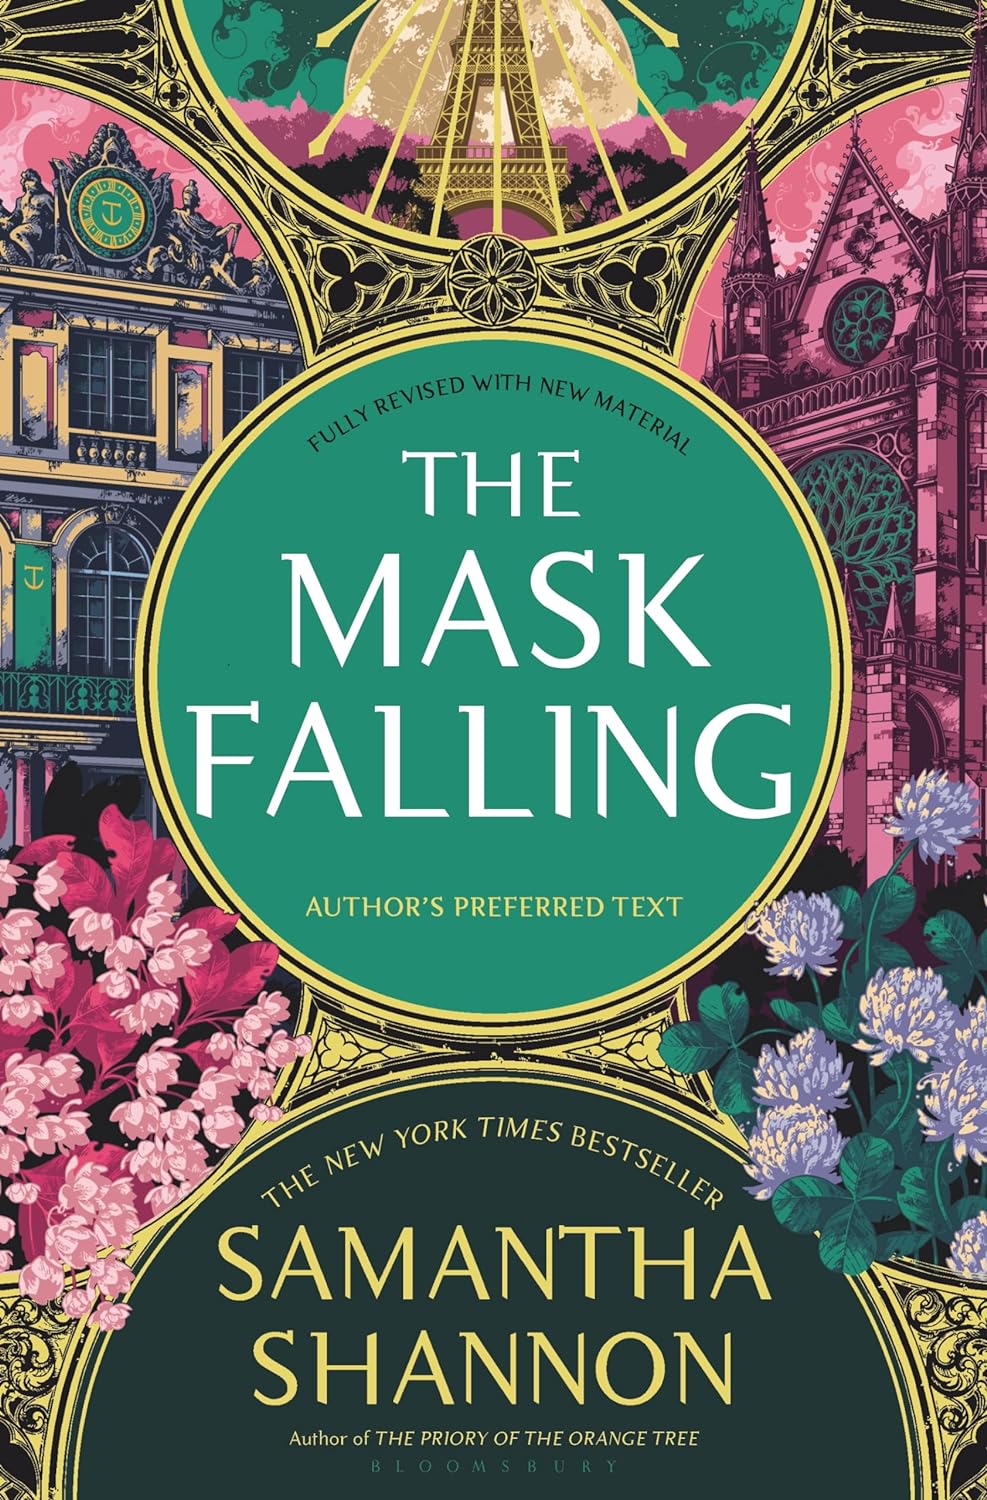 FULLY REVISED WITH NEW MATERIAL
THE
MASK
FALLING
AUTHOR'S PREFERRED TEXT
THE NEW YORK TIMES BESTSELLER
SAMANTHA
SHANNON
Author of THE PRIORY OF THE ORANGE TREE
BLOOMSBURY